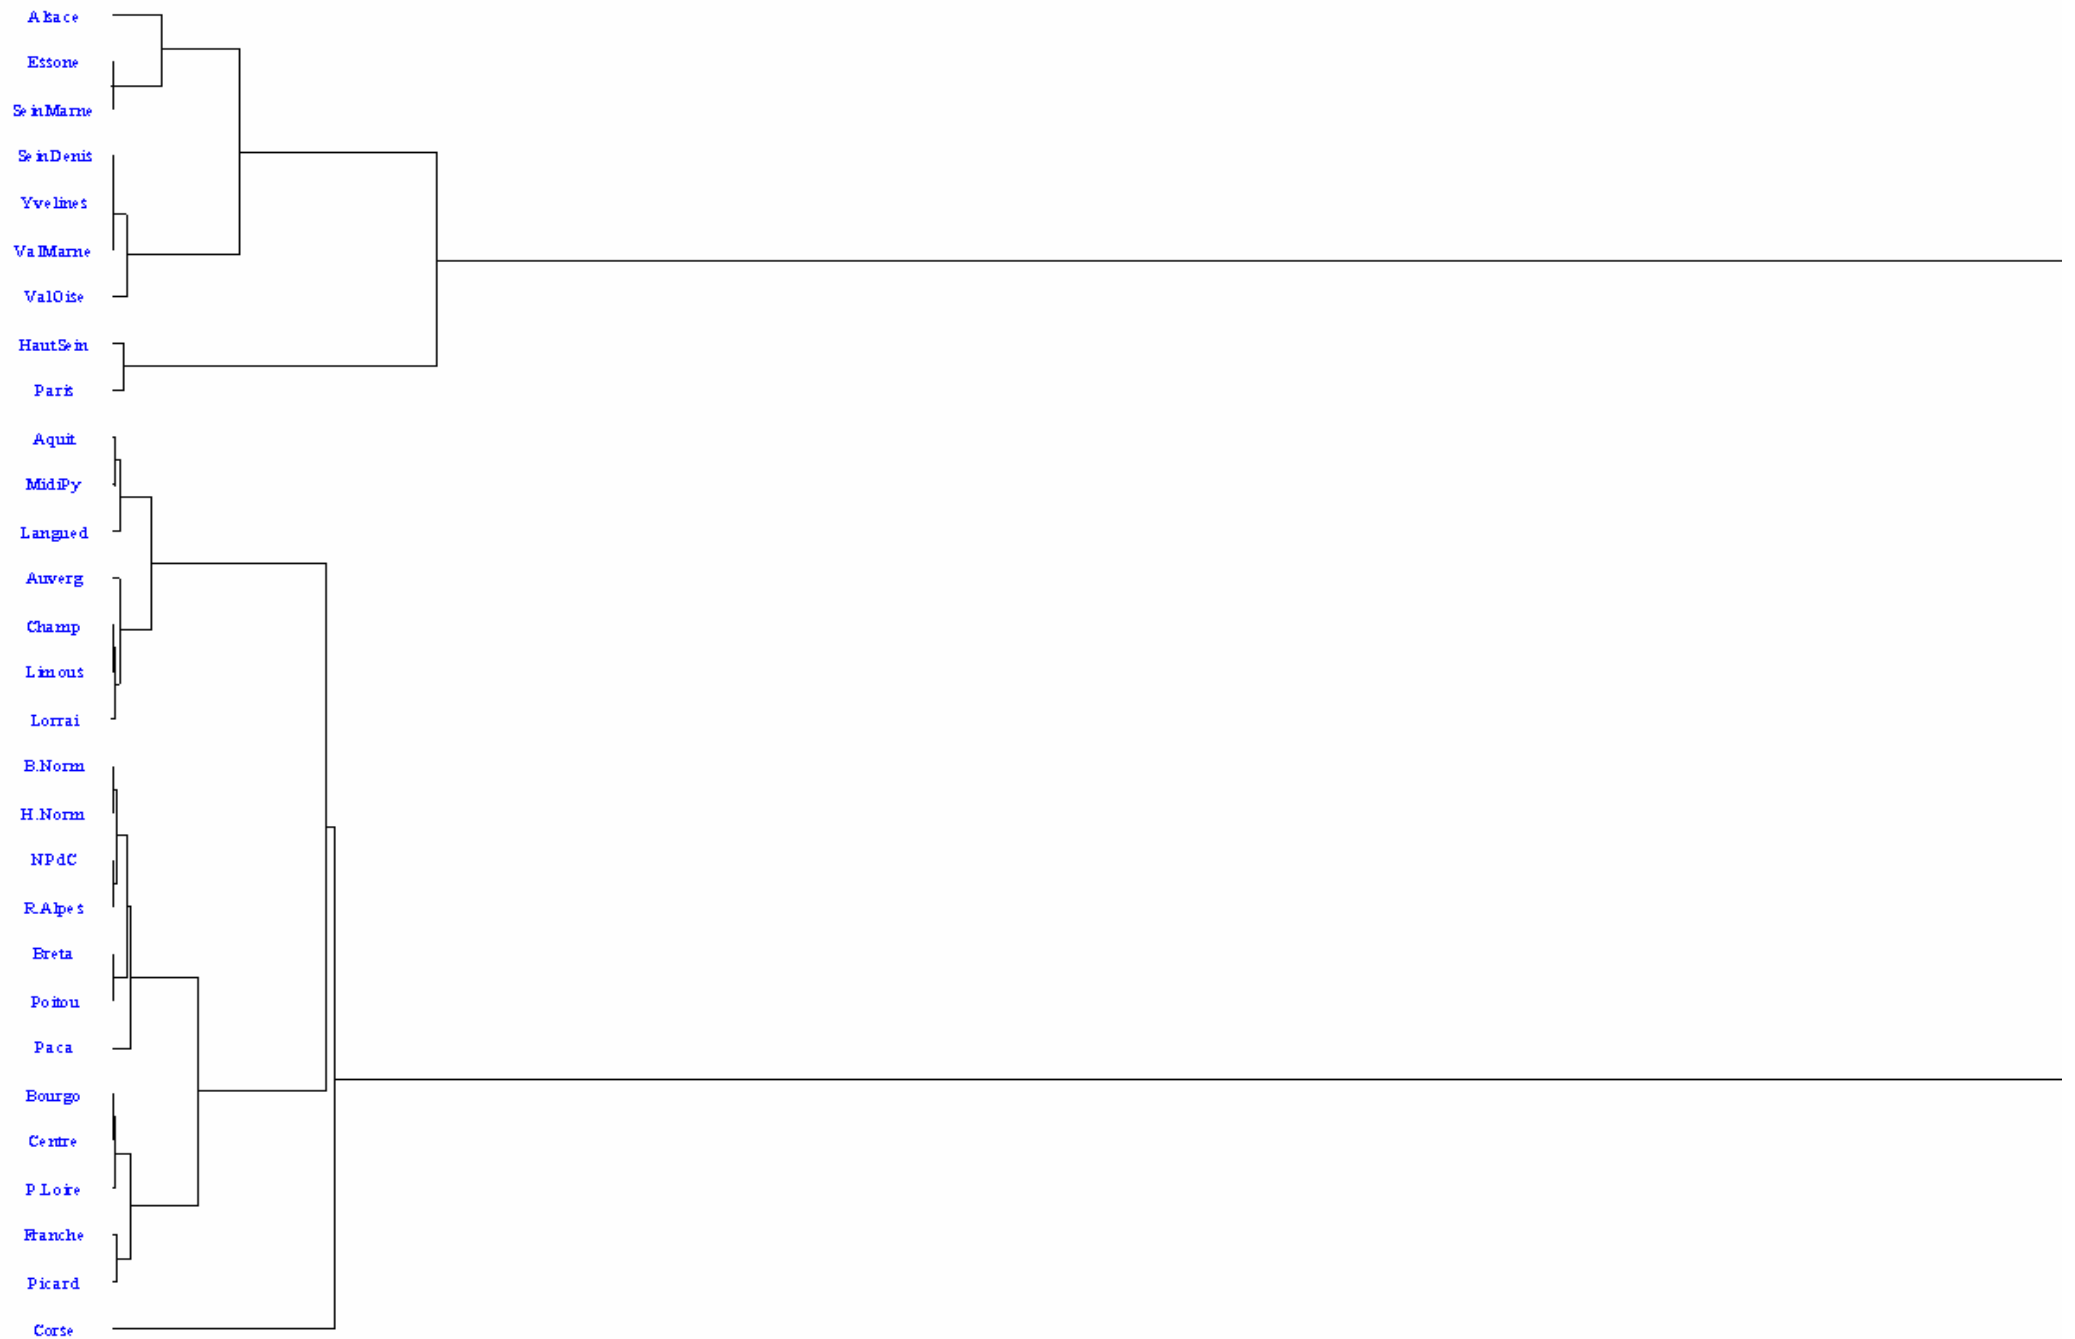 Alsace
Essone
SeinMarne
SeinDenis
Yvelines
ValMarne
ValOise
HautSein
Paris
Aquit
MidiPy
Langued
Auverg
Champ
Limous
Lorrai
B.Norm
H.Norm
NPdC
R.Alpes
Breta
Poitou
Paca
Bourgo
Centre
P.Loire
Franche
Picard
Corse